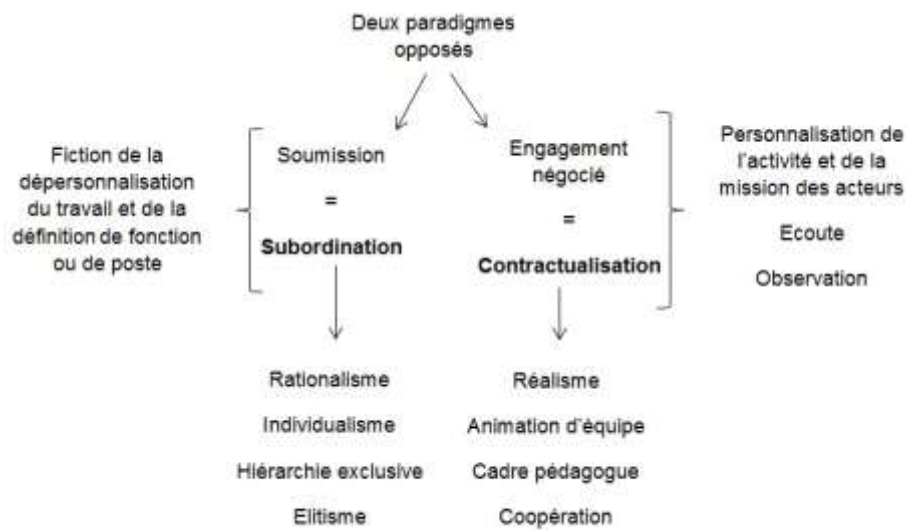 Deux paradigmes
opposés
Fiction de la
dépersonnalisation
du travail et de la
définition de fonction
ou de poste
Soumission
=
Subordination
Engagement
négocié
=
Contractualisation
Personnalisation de
l'activité et de la
mission des acteurs
Ecoute
Observation
Rationalisme
Individualisme
Hiérarchie exclusive
Elitisme
Réalisme
Animation d'équipe
Cadre pédagogue
Coopération